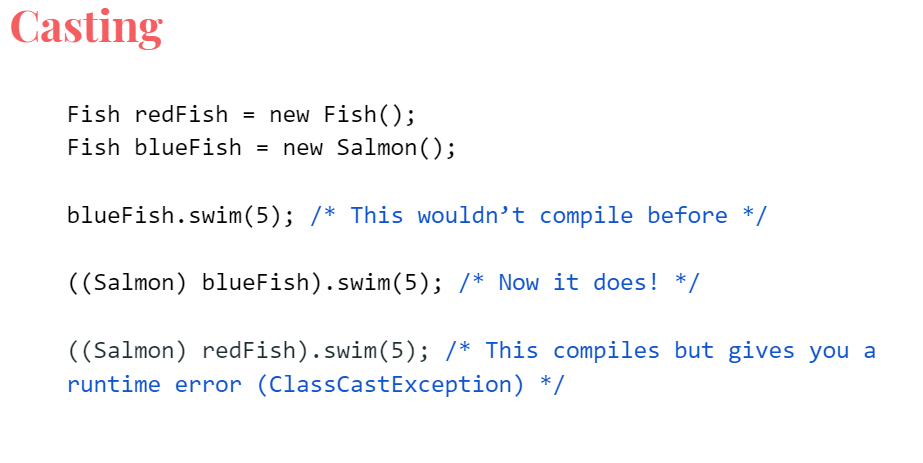 Casting
Fish redFish = new Fish();
Fish blueFish = new Salmon();
blueFish.swim(5); /* This wouldn’t compile before */
((Salmon) blueFish).swim(5); /* Now it does! */
((Salmon) redFish).swim(5); /* This compiles but gives you a
runtime error (ClassCastException) */